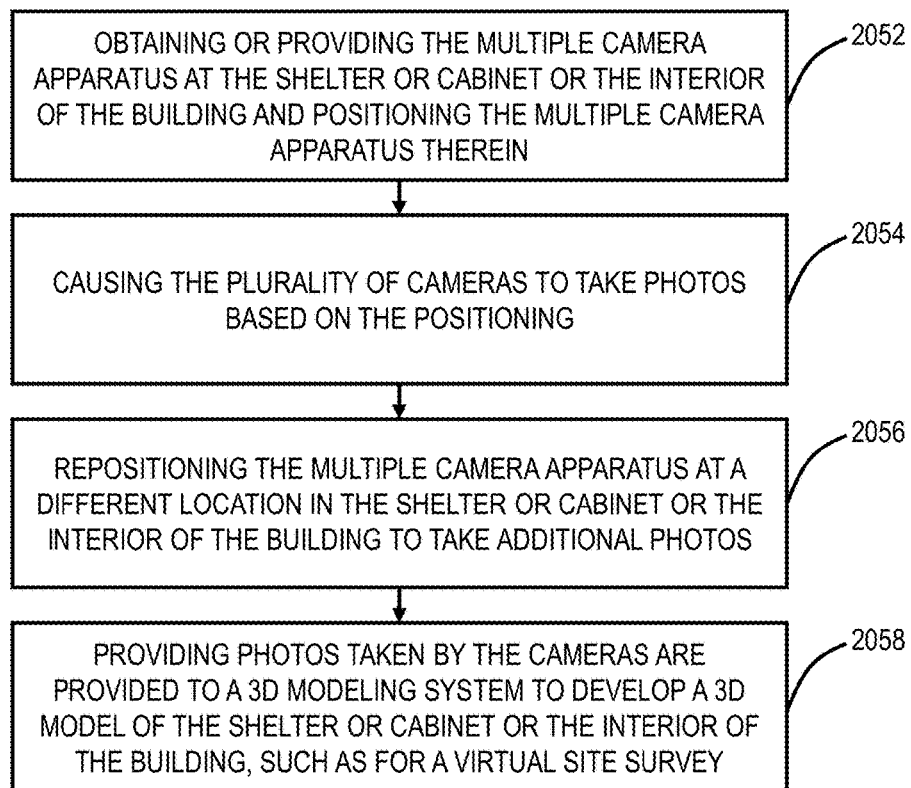 OBTAINING OR PROVIDING THE MULTIPLE CAMERA
APPARATUS AT THE SHELTER OR CABINET OR THE INTERIOR
OF THE BUILDING AND POSITIONING THE MULTIPLE CAMERA
APPARATUS THEREIN
2052
CAUSING THE PLURALITY OF CAMERAS TO TAKE PHOTOS
BASED ON THE POSITIONING
2054
REPOSITIONING THE MULTIPLE CAMERA APPARATUS AT A
DIFFERENT LOCATION IN THE SHELTER OR CABINET OR THE
INTERIOR OF THE BUILDING TO TAKE ADDITIONAL PHOTOS
2056
PROVIDING PHOTOS TAKEN BY THE CAMERAS ARE
PROVIDED TO A 3D MODELING SYSTEM TO DEVELOP A 3D
MODEL OF THE SHELTER OR CABINET OR THE INTERIOR OF
THE BUILDING, SUCH AS FOR A VIRTUAL SITE SURVEY
2058